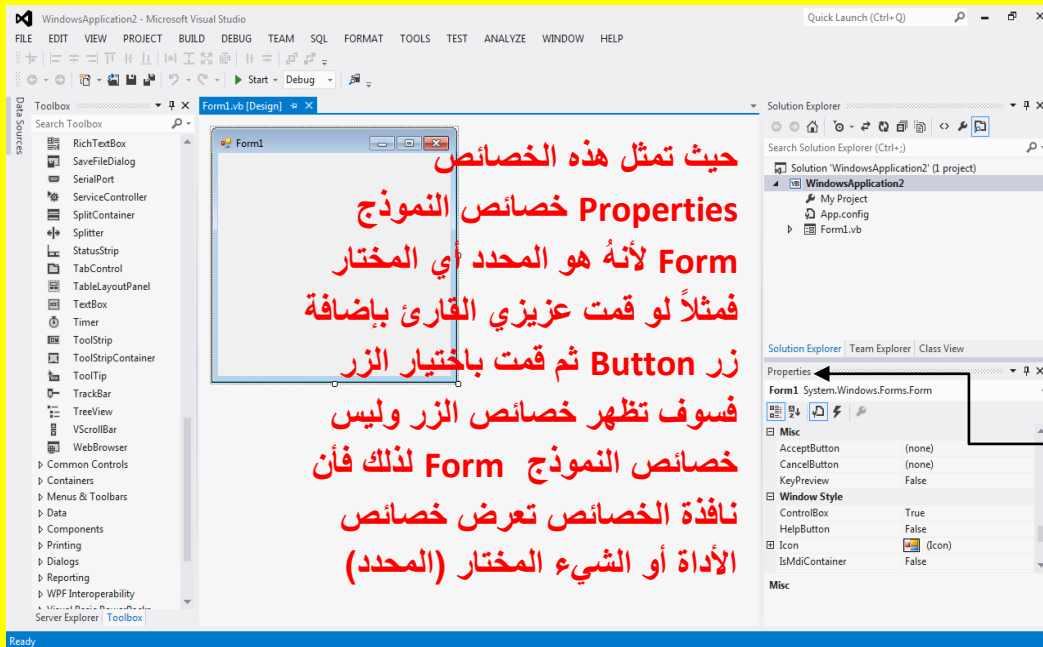 WindowsApplication2 - Microsoft Visual Studio
Quick Launch (Ctrl+Q)
FILE EDIT VIEW PROJECT BUILD DEBUG TEAM SQL FORMAT TOOLS TEST ANALYZE WINDOW HELP
Start Debug
Data Sources
Toolbox
Search Toolbox
RichTextBox
SaveFileDialog
SerialPort
ServiceController
SplitContainer
Splitter
StatusStrip
TabControl
TableLayoutPanel
TextBox
Timer
ToolStrip
ToolStripContainer
ToolTip
TrackBar
TreeView
VScrollBar
WebBrowser
Common Controls
Containers
Menus & Toolbars
Data
Components
Printing
Dialogs
Reporting
WPF Interoperability
Visual Basic PowerPacks
Server Explorer Toolbox
Form1.vb [Design]
Form1
حيث تمثل هذه الخصائص
Properties خصائص النموذج
Form لأنهُ هو المحدد أي المختار
فمثلاً لو قمت عزيزي القارئ بإضافة
زر Button ثم قمت باختيار الزر
فسوف تظهر خصائص الزر وليس
خصائص النموذج Form لذلك فأن
نافذة الخصائص تعرض خصائص
الأداة أو الشيء المختار (المحدد)
Solution Explorer
Search Solution Explorer (Ctrl+;)
Solution 'WindowsApplication2' (1 project)
WindowsApplication2
My Project
App.config
Form1.vb
Solution Explorer Team Explorer Class View
Properties
Form1 System.Windows.Forms.Form
Misc
AcceptButton (none)
CancelButton (none)
KeyPreview False
Window Style
ControlBox True
HelpButton False
Icon (Icon)
IsMdiContainer False
Misc
Ready